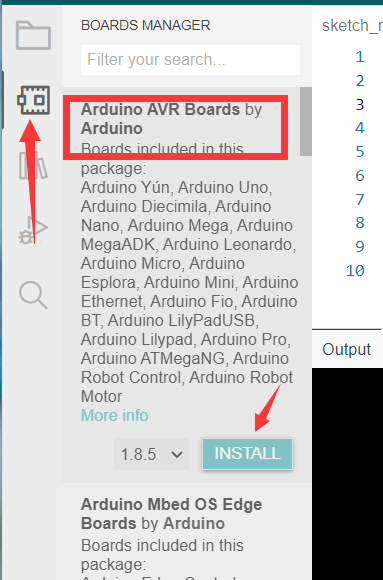 BOARDS MANAGER
Filter your search...
Arduino AVR Boards by
Arduino
Boards included in this
package:
Arduino Yún, Arduino Uno,
Arduino Diecimila, Arduino
Nano, Arduino Mega, Arduino
MegaADK, Arduino Leonardo,
Arduino Micro, Arduino
Esplora, Arduino Mini, Arduino
Ethernet, Arduino Fio, Arduino
BT, Arduino LilyPadUSB,
Arduino Lilypad, Arduino Pro,
Arduino ATMegaNG, Arduino
Robot Control, Arduino Robot
Motor
More info
1.8.5
INSTALL
Arduino Mbed OS Edge
Boards by Arduino
Boards included in this
package:
1
2
3
4
5
6
7
8
9
10
Output